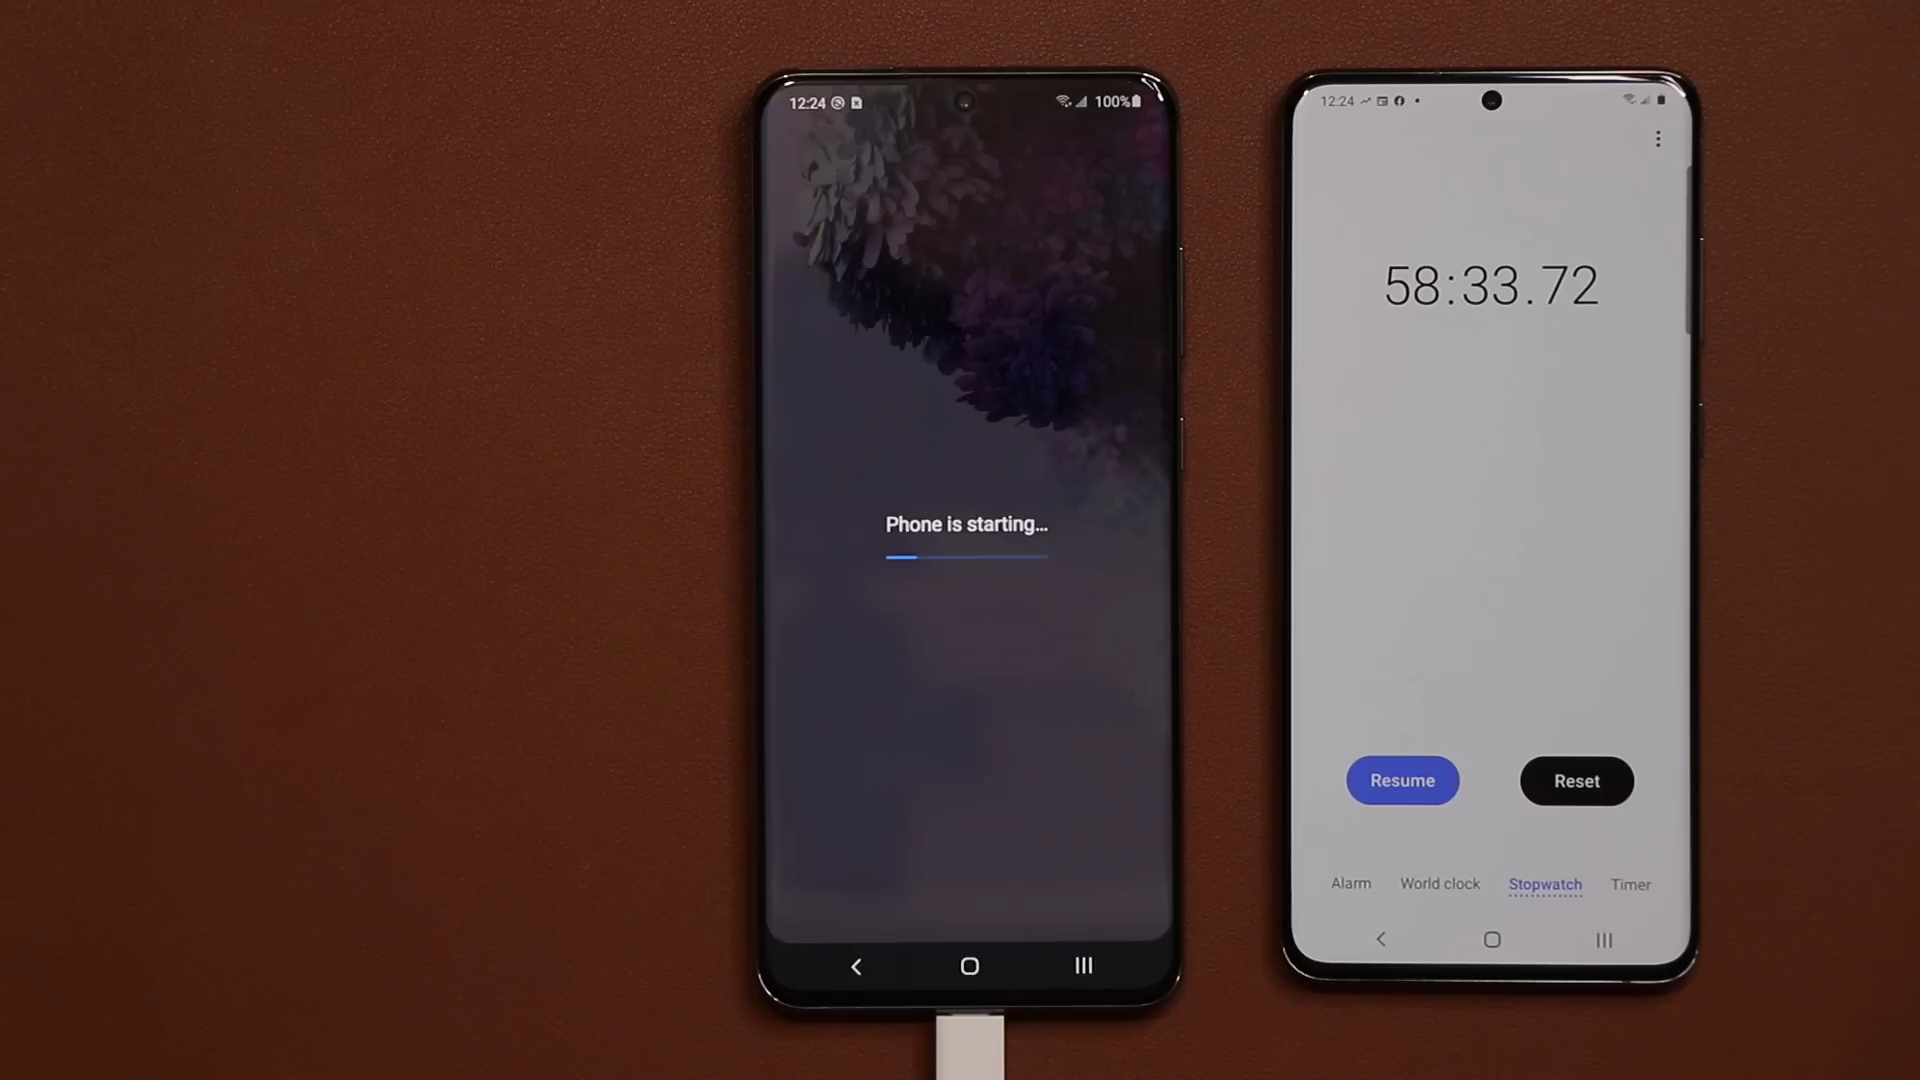 12:24
100%
Phone is starting...
12:24
58:33.72
Resume
Reset
Alarm World clock Stopwatch Timer